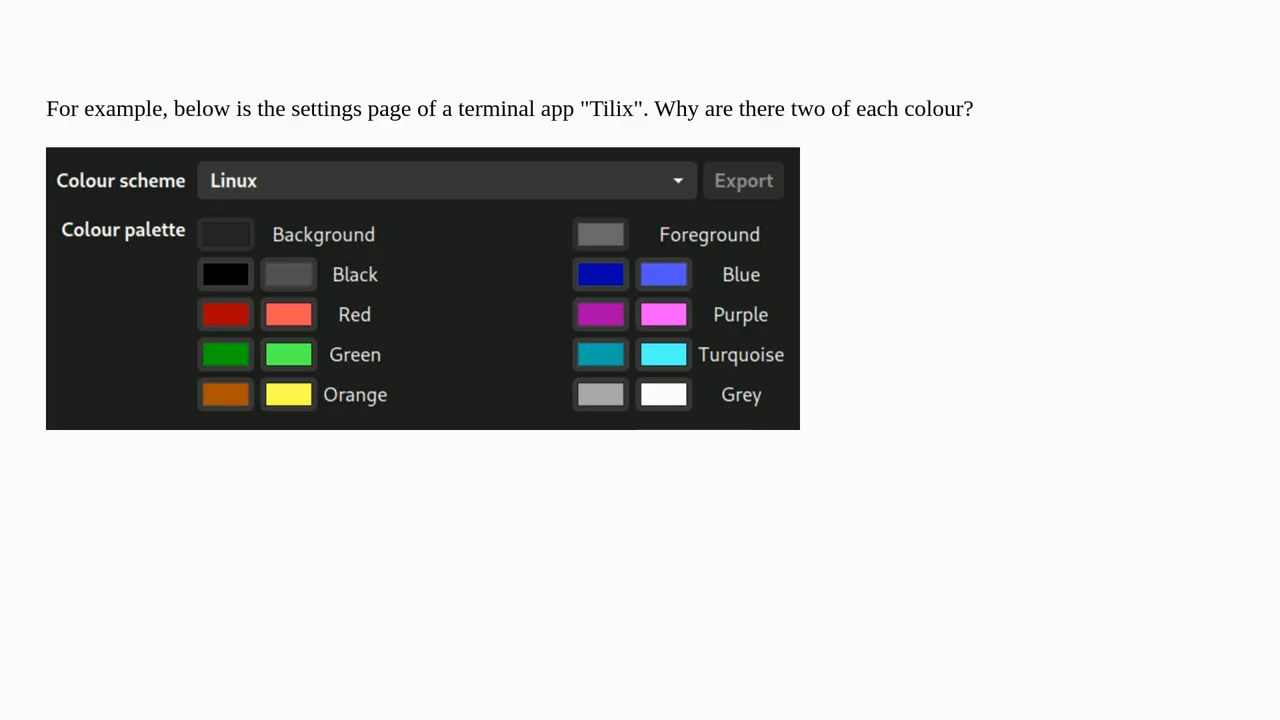 For example, below is the settings page of a terminal app "Tilix". Why are there two of each colour?
Colour scheme Linux Export
Colour palette Background Foreground
Black Blue
Red Purple
Green Turquoise
Orange Grey